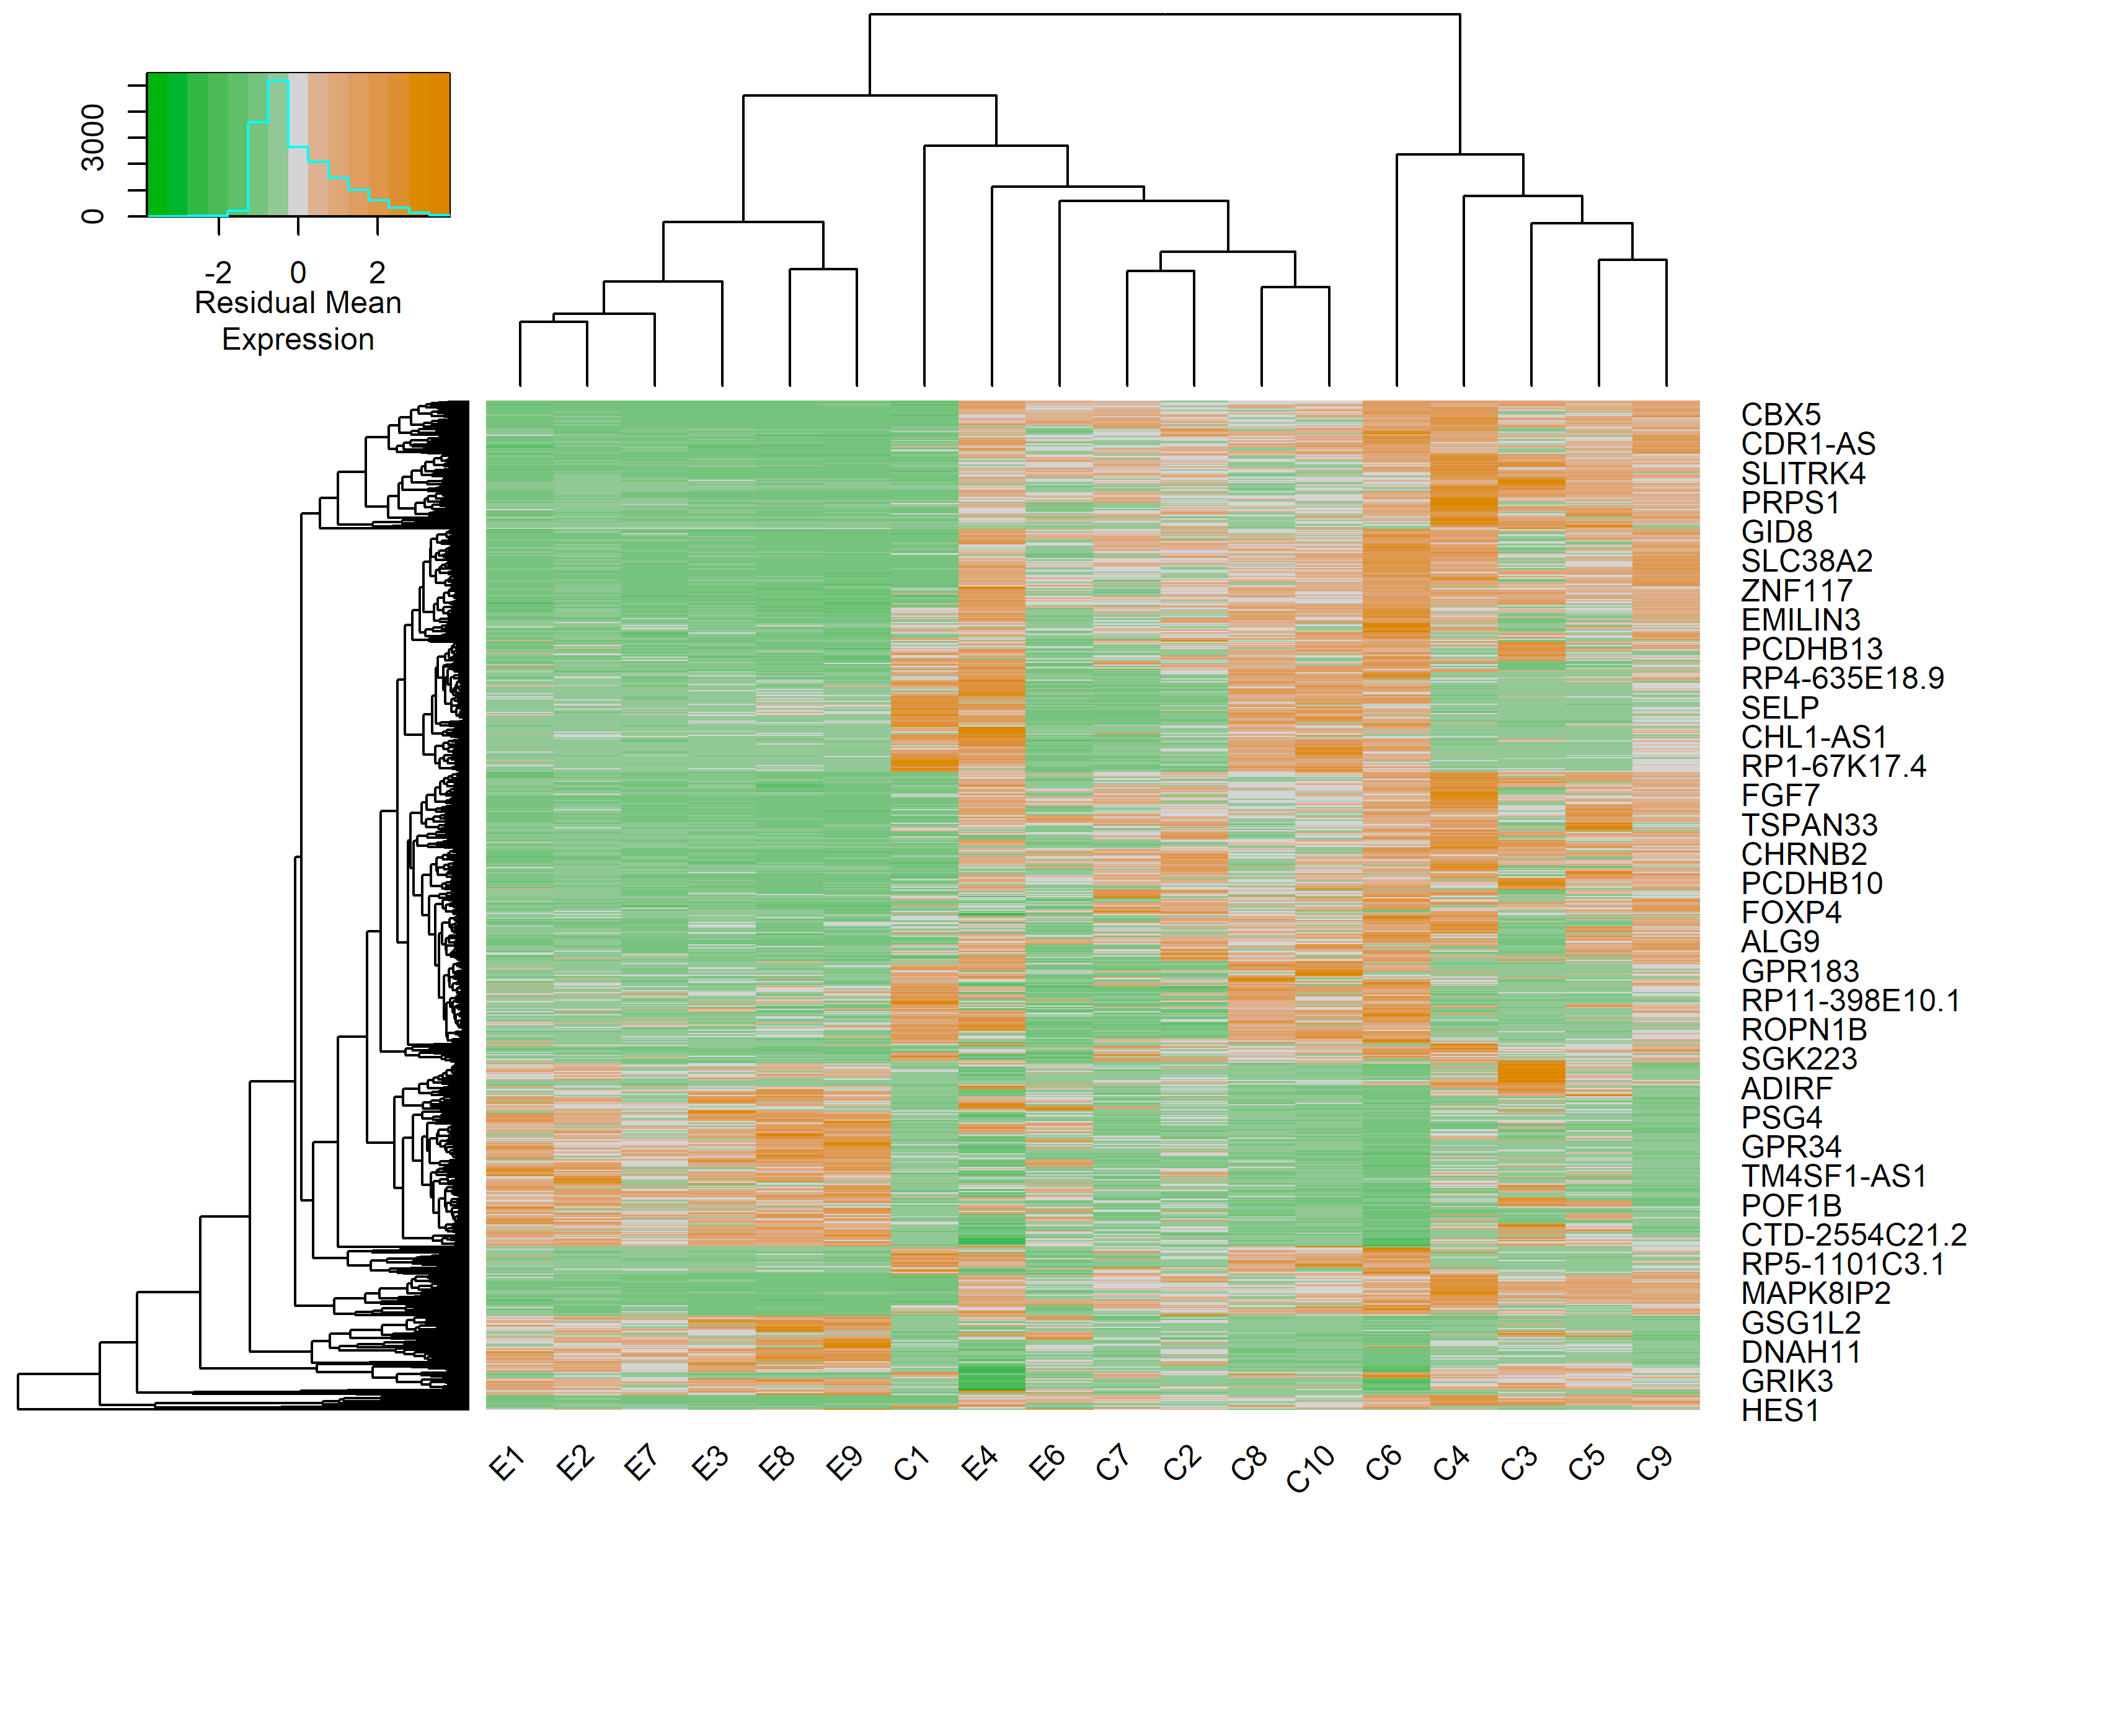 3000
0
-2 0 2
Residual Mean
Expression
CBX5
CDR1-AS
SLITRK4
PRPS1
GID8
SLC38A2
ZNF117
EMILIN3
PCDHB13
RP4-635E18.9
SELP
CHL1-AS1
RP1-67K17.4
FGF7
TSPAN33
CHRNB2
PCDHB10
FOXP4
ALG9
GPR183
RP11-398E10.1
ROPN1B
SGK223
ADIRF
PSG4
GPR34
TM4SF1-AS1
POF1B
CTD-2554C21.2
RP5-1101C3.1
MAPK8IP2
GSG1L2
DNAH11
GRIK3
HES1
E1 E2 E7 E3 E8 E9 C1 E4 E6 C7 C2 C8 C10 C6 C4 C3 C5 C9